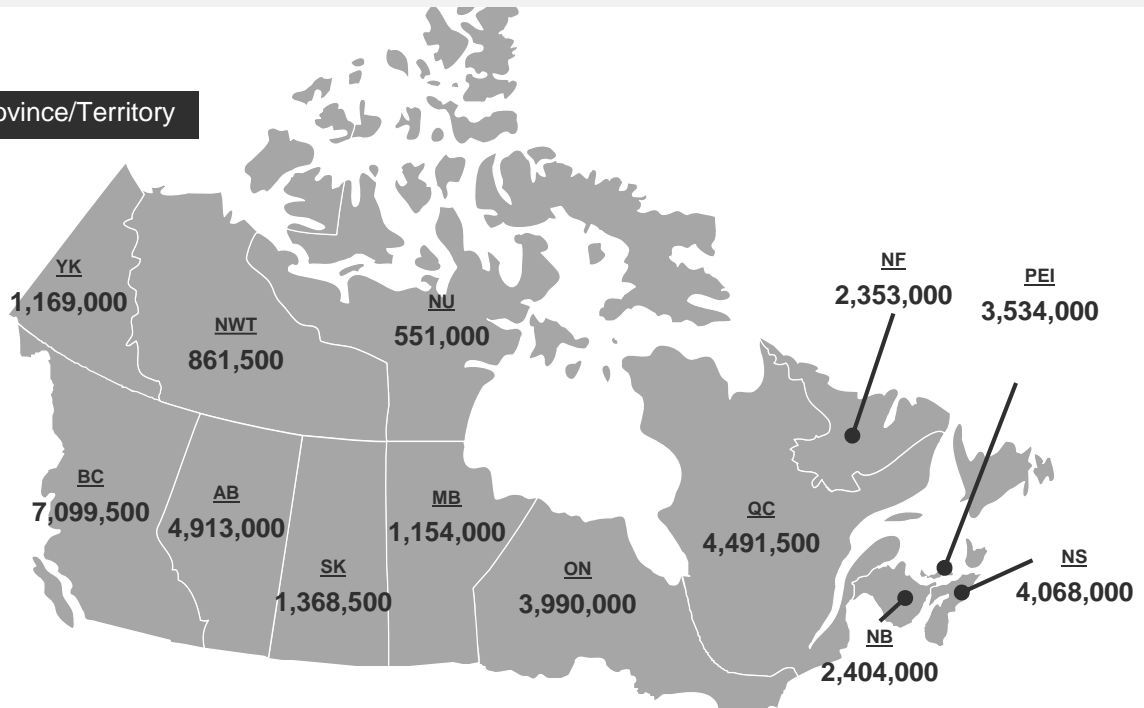 ovince/Territory
YK
1,169,000
NWT
861,500
NU
551,000
NF
2,353,000
PEI
3,534,000
BC
7,099,500
AB
4,913,000
SK
1,368,500
MB
1,154,000
ON
3,990,000
QC
4,491,500
NS
4,068,000
NB
2,404,000